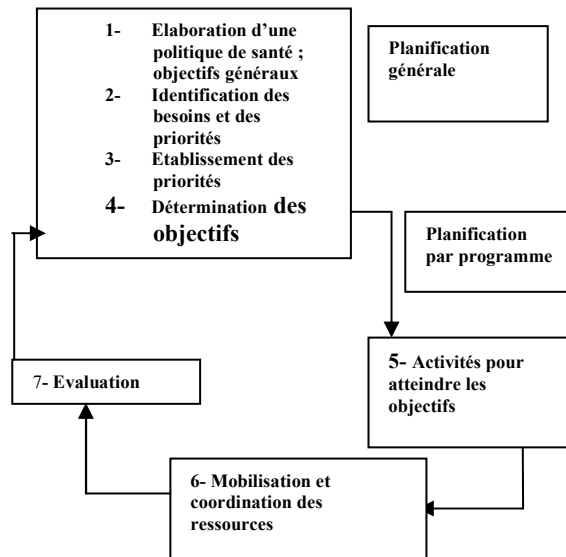 1- Elaboration d'une
politique de santé ;
objectifs généraux
2- Identification des
besoins et des
priorités
3- Etablissement des
priorités
4- Détermination des
objectifs
Planification
générale
Planification
par programme
5- Activités pour
atteindre les
objectifs
6- Mobilisation et
coordination des
ressources
7- Evaluation